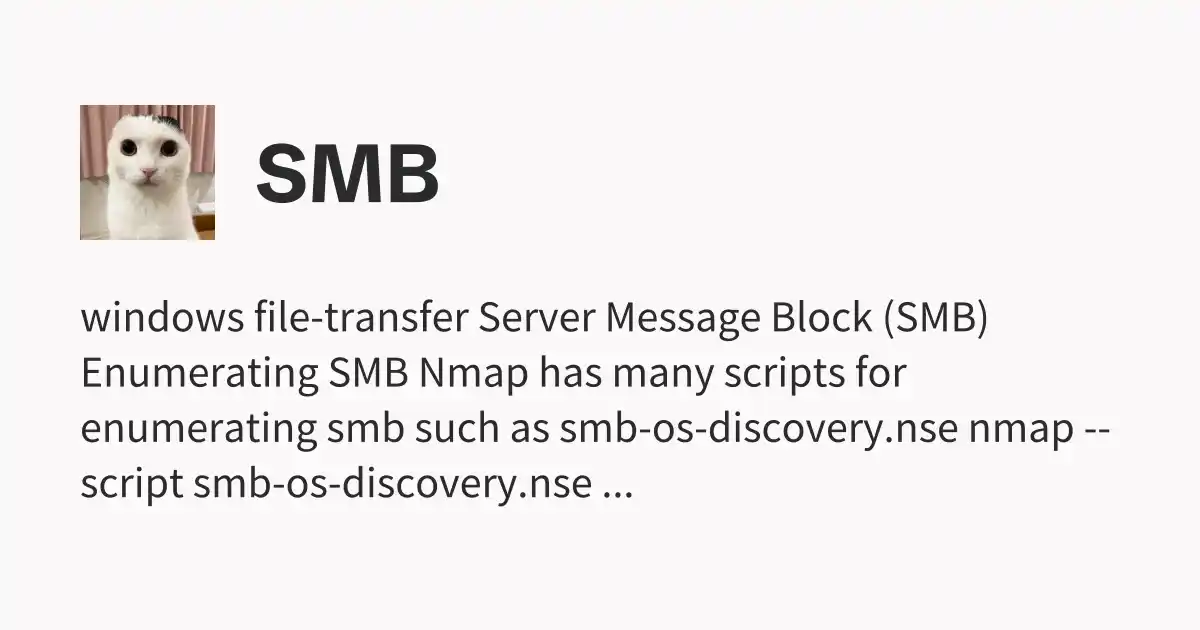 SMB
windows file-transfer Server Message Block (SMB)
Enumerating SMB Nmap has many scripts for
enumerating smb such as smb-os-discovery.nse nmap --
script smb-os-discovery.nse ...